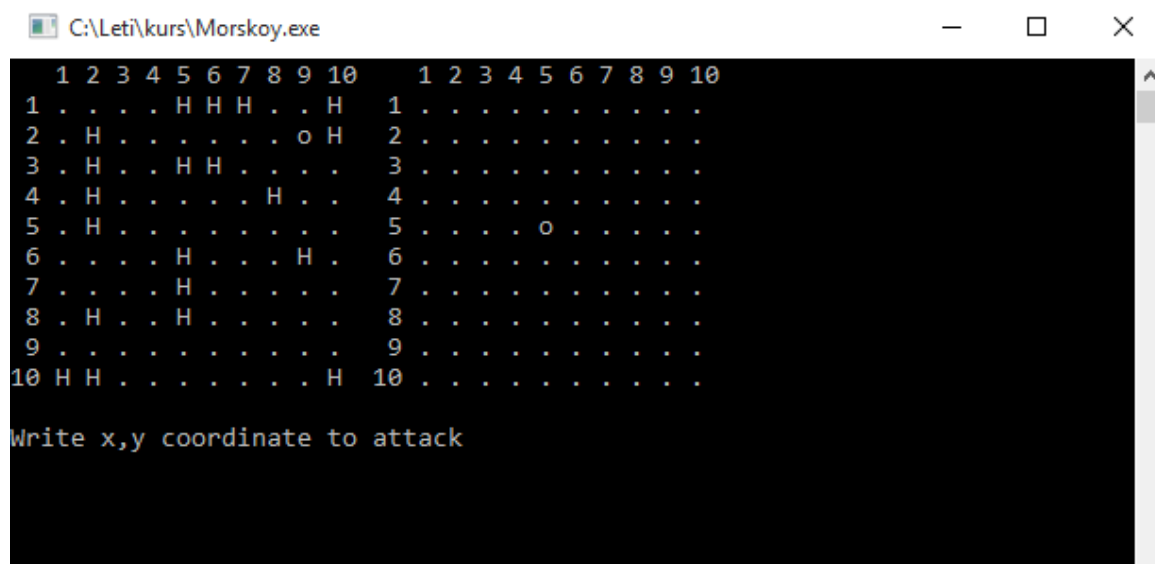 C:\Leti\kurs\Morskoy.exe
1 2 3 4 5 6 7 8 9 10 1 2 3 4 5 6 7 8 9 10
1 . . . . H H H . . H 1 . . . . . . . . . .
2 . H . . . . . . o H 2 . . . . . . . . . .
3 . H . . H H . . . . 3 . . . . . . . . . .
4 . H . . . . . H . . 4 . . . . . . . . . .
5 . H . . . . . . . . 5 . . . . o . . . . .
6 . . . . H . . . H . 6 . . . . . . . . . .
7 . . . . H . . . . . 7 . . . . . . . . . .
8 . H . . H . . . . . 8 . . . . . . . . . .
9 . . . . . . . . . . 9 . . . . . . . . . .
10 H H . . . . . . . H 10 . . . . . . . . . .
Write x,y coordinate to attack